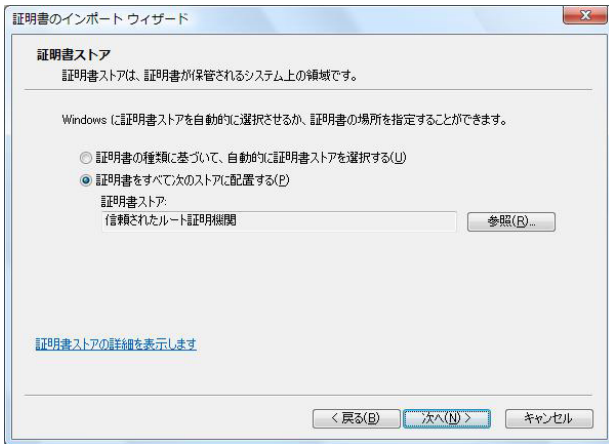 証明書のインポート ウィザード
証明書ストア
証明書ストアは、証明書が保管されるシステム上の領域です。
Windows に証明書ストアを自動的に選択させるか、証明書の場所を指定することができます。
証明書の種類に基づいて、自動的に証明書ストアを選択する(U)
証明書をすべて次のストアに配置する(P)
証明書ストア:
信頼されたルート証明機関
参照(R)...
証明書ストアの詳細を表示します
< 戻る(B)
次へ(N) >
キャンセル